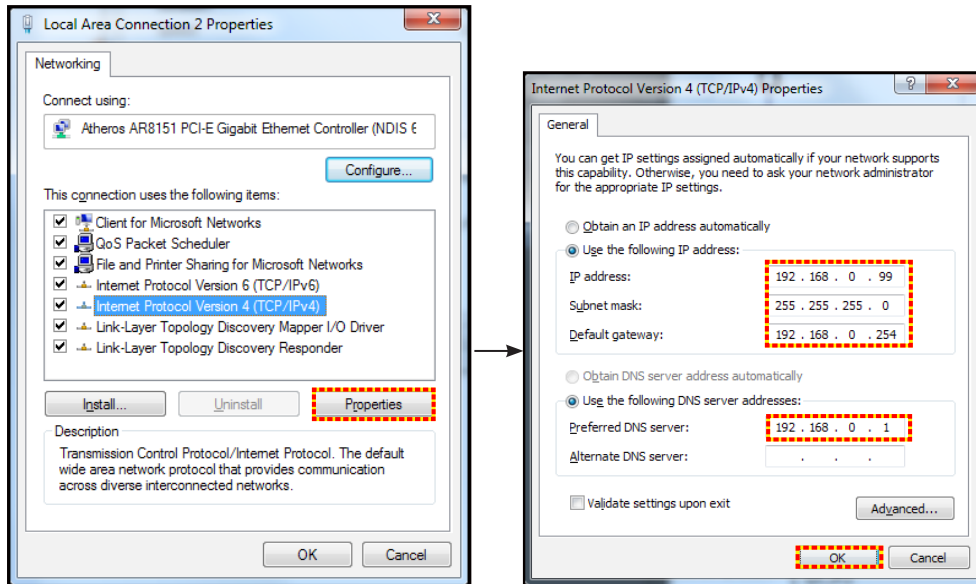 Local Area Connection 2 Properties
Networking
Connect using:
Atheros AR8151 PCI-E Gigabit Ethernet Controller (NDIS 6
Configure...
This connection uses the following items:
Client for Microsoft Networks
QoS Packet Scheduler
File and Printer Sharing for Microsoft Networks
Internet Protocol Version 6 (TCP/IPv6)
Internet Protocol Version 4 (TCP/IPv4)
Link-Layer Topology Discovery Mapper I/O Driver
Link-Layer Topology Discovery Responder
Install... Uninstall Properties
Description
Transmission Control Protocol/Internet Protocol. The default
wide area network protocol that provides communication
across diverse interconnected networks.
OK Cancel
Internet Protocol Version 4 (TCP/IPv4) Properties
General
You can get IP settings assigned automatically if your network supports
this capability. Otherwise, you need to ask your network administrator
for the appropriate IP settings.
Obtain an IP address automatically
Use the following IP address:
IP address: 192 . 168 . 0 . 99
Subnet mask: 255 . 255 . 255 . 0
Default gateway: 192 . 168 . 0 . 254
Obtain DNS server address automatically
Use the following DNS server addresses:
Preferred DNS server: 192 . 168 . 0 . 1
Alternate DNS server: . . .
Validate settings upon exit
Advanced...
OK Cancel